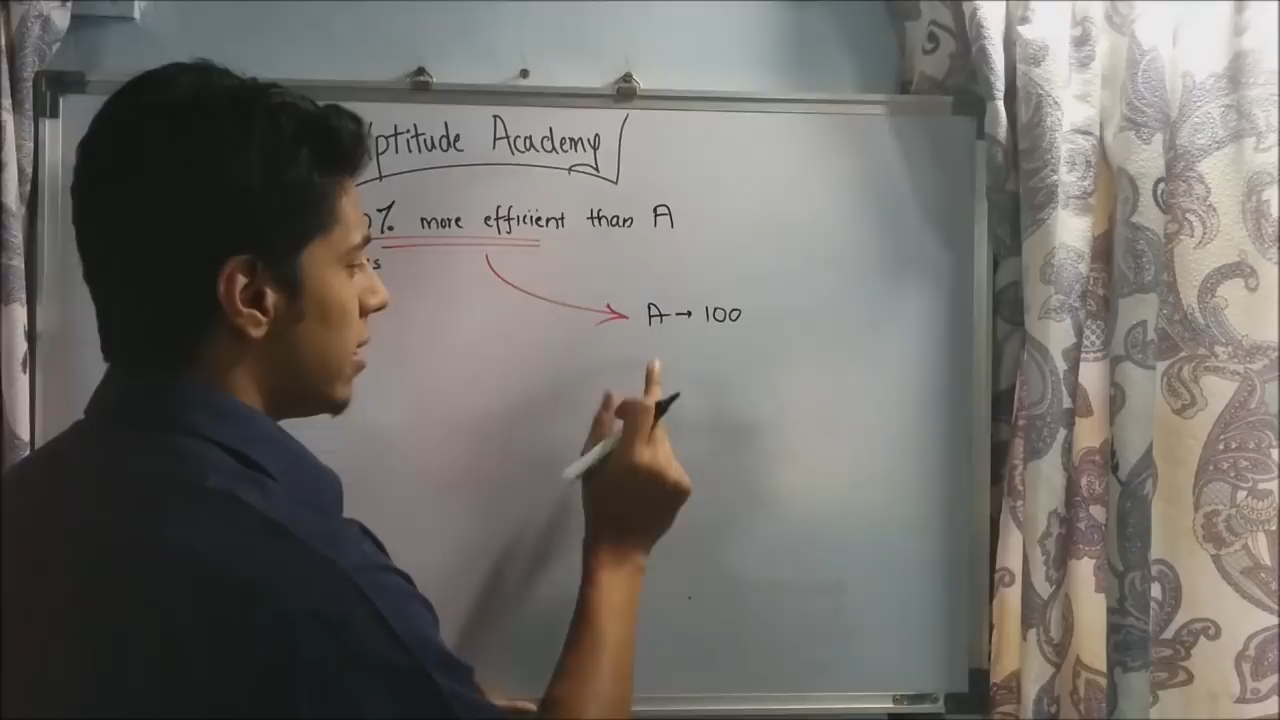 ptitude Academy
% more efficient than A
's
A → 100